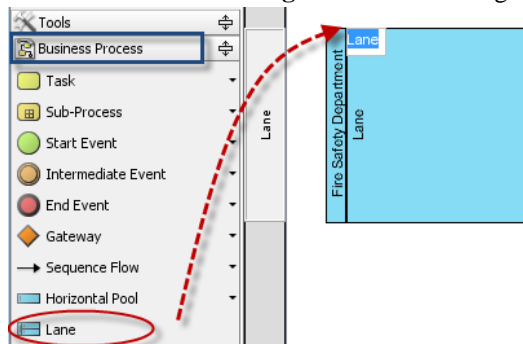 Tools
Business Process
Task
Sub-Process
Start Event
Intermediate Event
End Event
Gateway
Sequence Flow
Horizontal Pool
Lane
Lane
Fire Safety Department
Lane
Lane